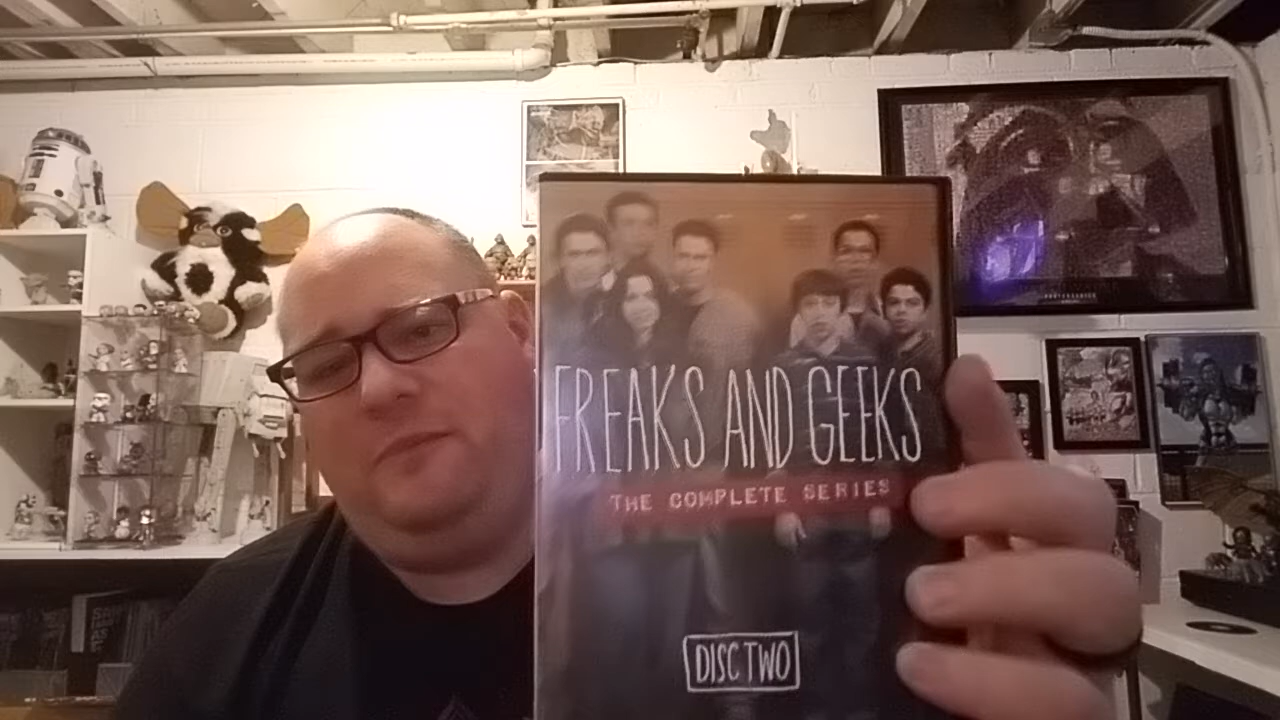 FREAKS AND GEEKS
THE COMPLETE SERIES
DISC TWO